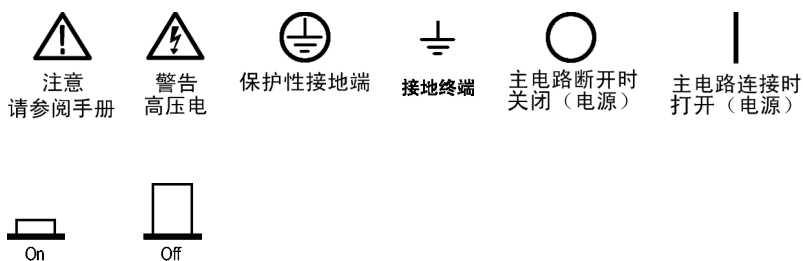 注意
请参阅手册
警告
高压电
保护性接地端
接地终端
主电路断开时
关闭（电源）
主电路连接时
打开（电源）
On
Off